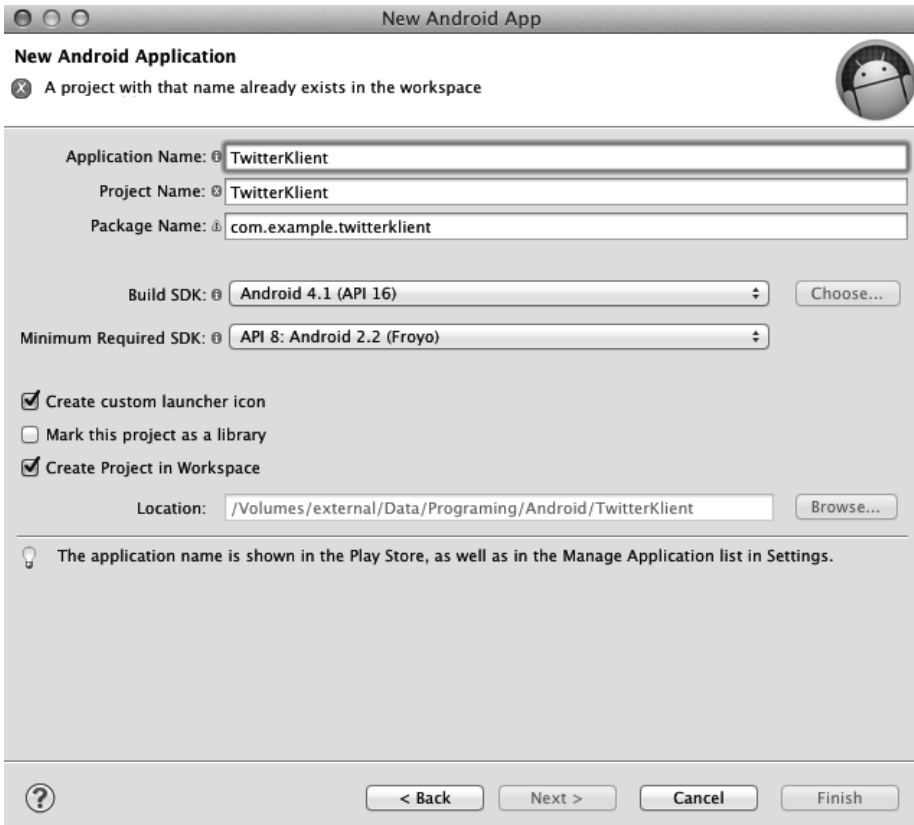 New Android App
New Android Application
A project with that name already exists in the workspace
Application Name: TwitterKlient
Project Name: TwitterKlient
Package Name: com.example.twitterklient
Build SDK: Android 4.1 (API 16) Choose...
Minimum Required SDK: API 8: Android 2.2 (Froyo)
Create custom launcher icon
Mark this project as a library
Create Project in Workspace
Location: /Volumes/external/Data/Programing/Android/TwitterKlient Browse...
The application name is shown in the Play Store, as well as in the Manage Application list in Settings.
? < Back Next > Cancel Finish